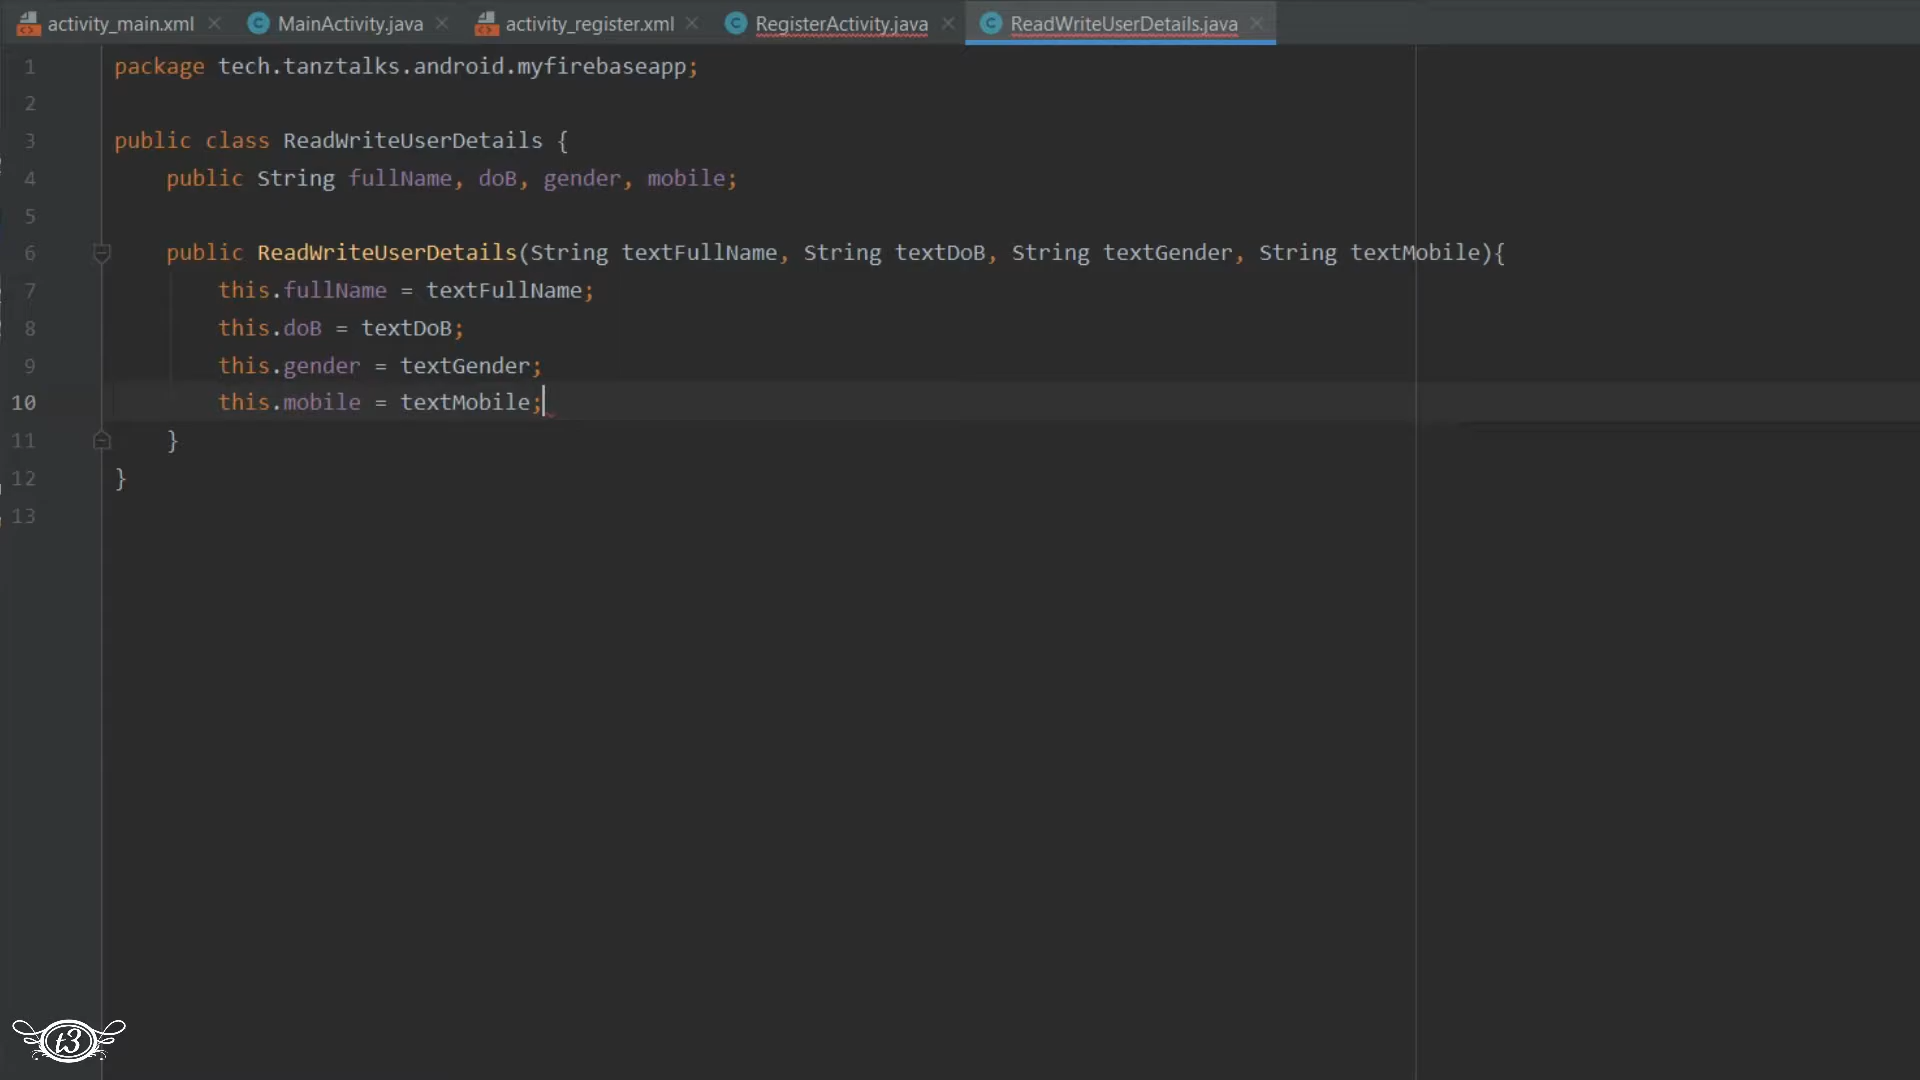 activity_main.xml MainActivity.java activity_register.xml RegisterActivity.java ReadWriteUserDetails.java
1 package tech.tanztalks.android.myfirebaseapp;
2
3 public class ReadWriteUserDetails {
4 public String fullName, doB, gender, mobile;
5
6 public ReadWriteUserDetails(String textFullName, String textDoB, String textGender, String textMobile){
7 this.fullName = textFullName;
8 this.doB = textDoB;
9 this.gender = textGender;
10 this.mobile = textMobile;
11 }
12 }
13
t3